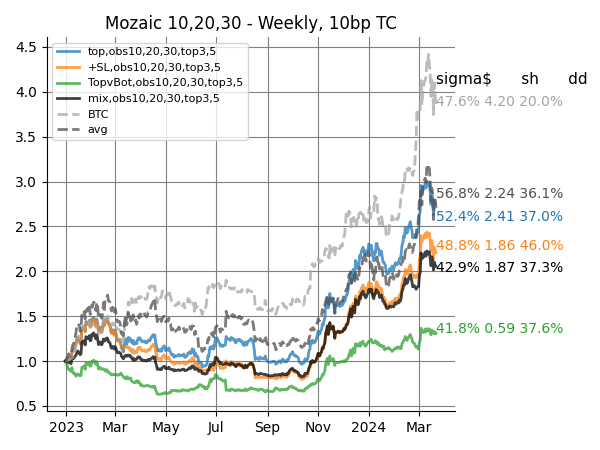 Mozaic 10,20,30 - Weekly, 10bp TC
top,obs10,20,30,top3,5
+SL,obs10,20,30,top3,5
TopvBot,obs10,20,30,top3,5
mix,obs10,20,30,top3,5
BTC
avg
sigma$ sh dd
47.6% 4.20 20.0%
56.8% 2.24 36.1%
52.4% 2.41 37.0%
48.8% 1.86 46.0%
42.9% 1.87 37.3%
41.8% 0.59 37.6%
4.5
4.0
3.5
3.0
2.5
2.0
1.5
1.0
0.5
2023 Mar May Jul Sep Nov 2024 Mar